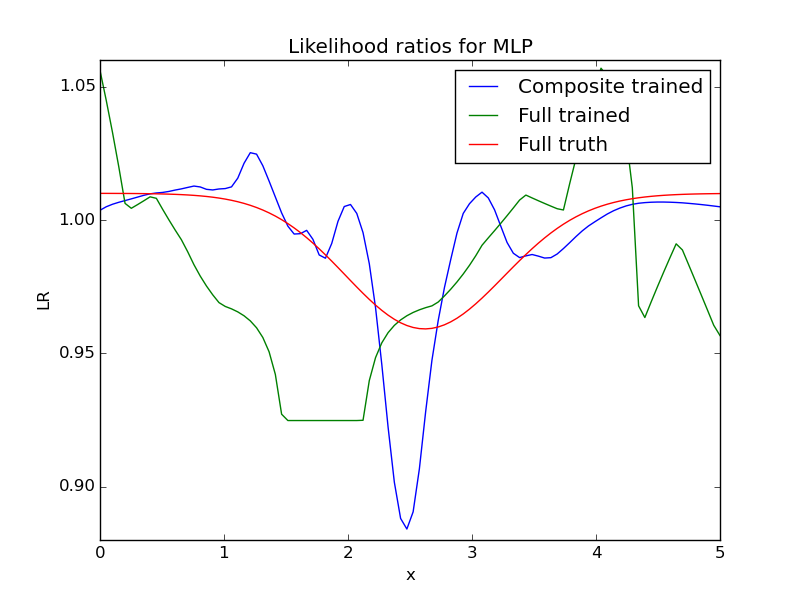 Likelihood ratios for MLP
Composite trained
Full trained
Full truth
1.05
1.00
0.95
0.90
LR
0 1 2 3 4 5
x